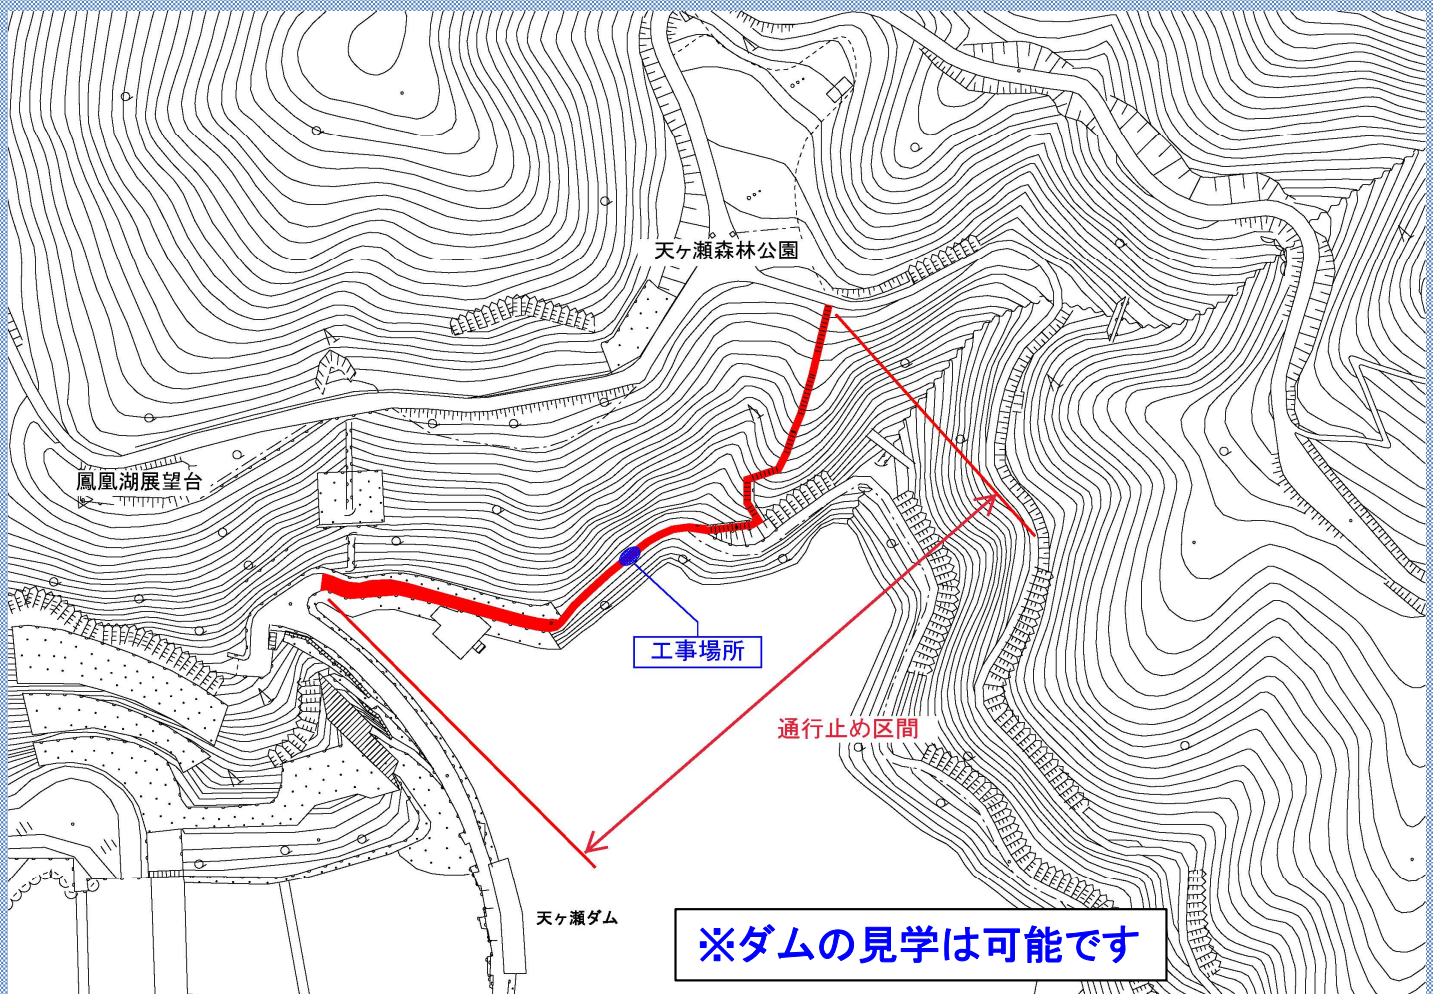 天ヶ瀬森林公園
鳳凰湖展望台
工事場所
通行止め区間
天ヶ瀬ダム
※ダムの見学は可能です